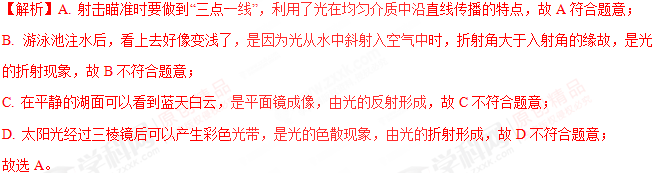 【解析】A. 射击瞄准时要做到“三点一线”，利用了光在均匀介质中沿直线传播的特点，故 A 符合题意；
B. 游泳池注水后，看上去好像变浅了，是因为光从水中斜射入空气中时，折射角大于入射角的缘故，是光
的折射现象，故 B 不符合题意；
C. 在平静的湖面可以看到蓝天白云，是平面镜成像，由光的反射形成，故 C 不符合题意；
D. 太阳光经过三棱镜后可以产生彩色光带，是光的色散现象，由光的折射形成，故 D 不符合题意；
故选 A。